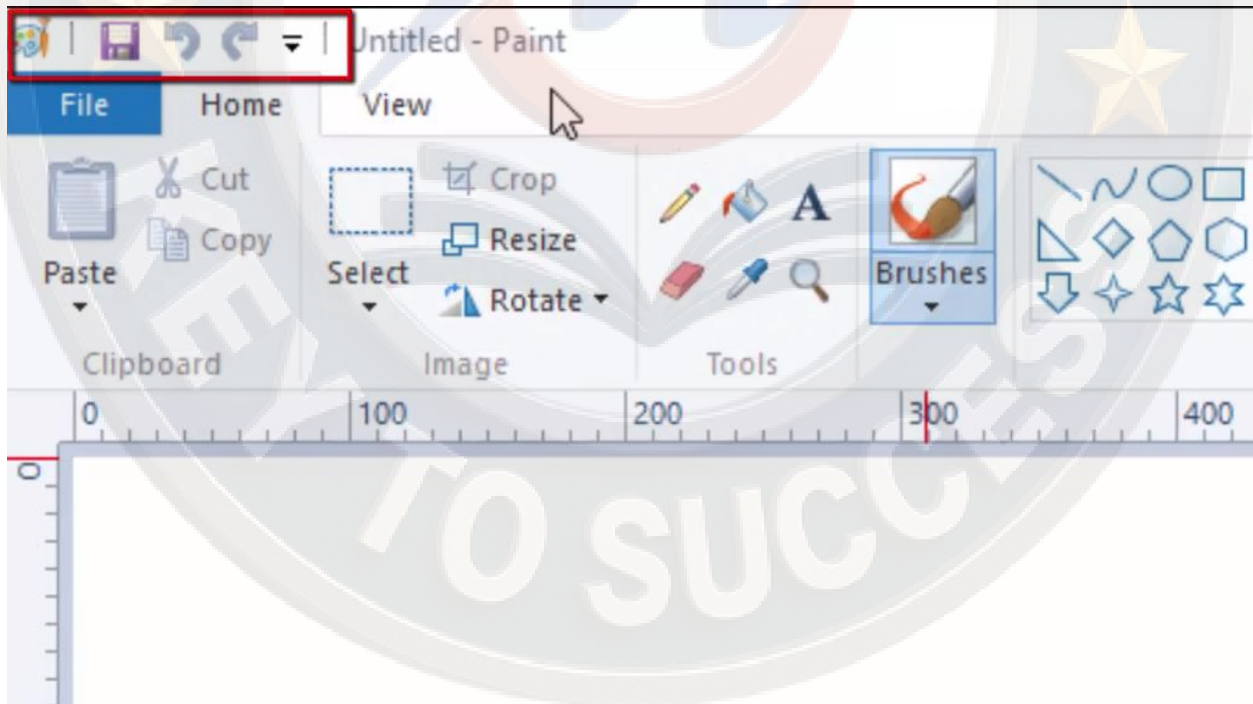 Untitled - Paint
File Home View
Cut
Copy
Paste
Clipboard
Select
Crop
Resize
Rotate
Image
A
Tools
Brushes
0 100 200 300 400
0
KEY TO SUCCESS